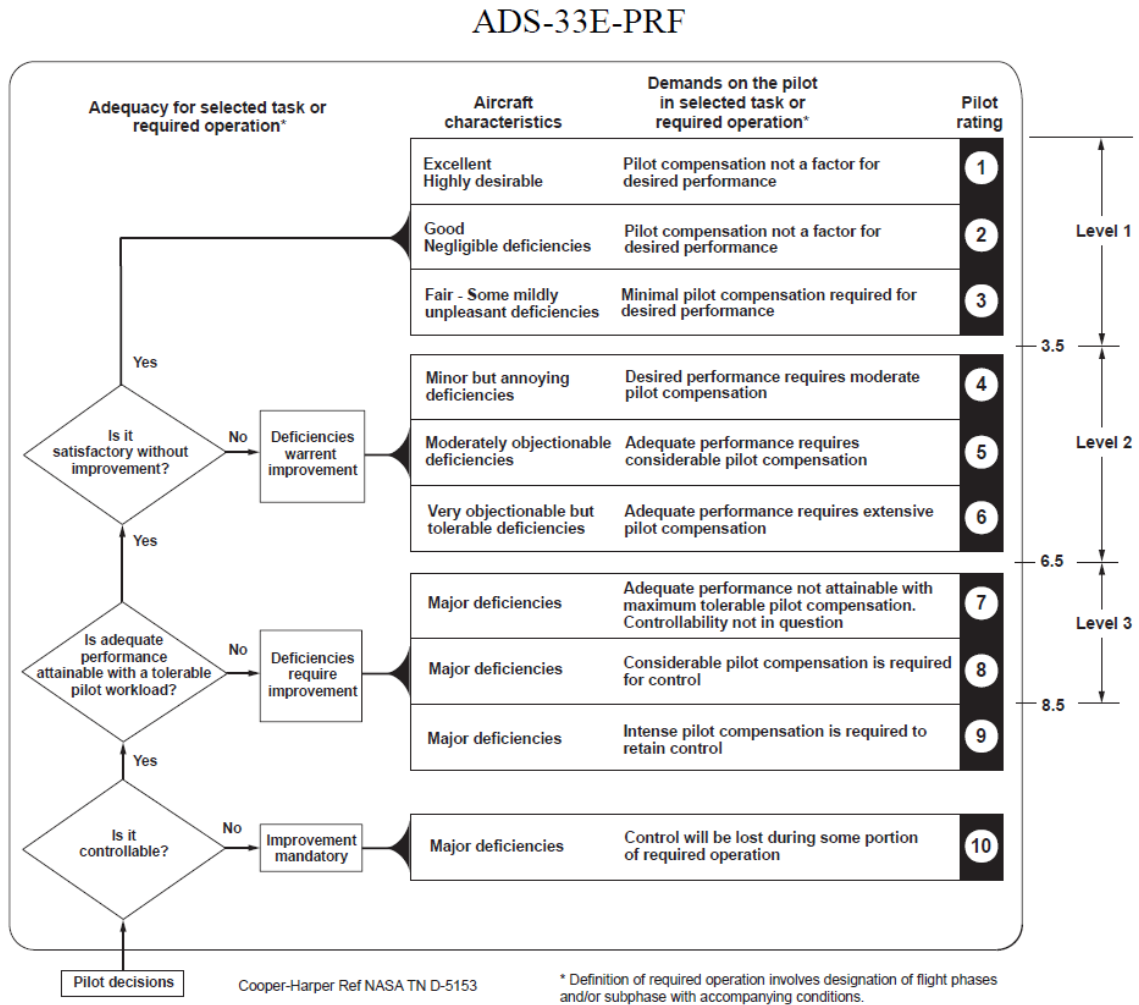 ADS-33E-PRF
Adequacy for selected task or
required operation*
Aircraft
characteristics
Demands on the pilot
in selected task or
required operation*
Pilot
rating
Excellent
Highly desirable
Pilot compensation not a factor for
desired performance
1
Good
Negligible deficiencies
Pilot compensation not a factor for
desired performance
2
Fair - Some mildly
unpleasant deficiencies
Minimal pilot compensation required for
desired performance
3
Level 1
3.5
Yes
Is it
satisfactory without
improvement?
No
Deficiencies
warrent
improvement
Minor but annoying
deficiencies
Desired performance requires moderate
pilot compensation
4
Moderately objectionable
deficiencies
Adequate performance requires
considerable pilot compensation
5
Very objectionable but
tolerable deficiencies
Adequate performance requires extensive
pilot compensation
6
Level 2
6.5
Yes
Is adequate
performance
attainable with a tolerable
pilot workload?
No
Deficiencies
require
improvement
Major deficiencies
Adequate performance not attainable with
maximum tolerable pilot compensation.
Controllability not in question
7
Major deficiencies
Considerable pilot compensation is required
for control
8
Major deficiencies
Intense pilot compensation is required to
retain control
9
Level 3
8.5
Yes
Is it
controllable?
No
Improvement
mandatory
Major deficiencies
Control will be lost during some portion
of required operation
10
Pilot decisions
Cooper-Harper Ref NASA TN D-5153
* Definition of required operation involves designation of flight phases
and/or subphase with accompanying conditions.